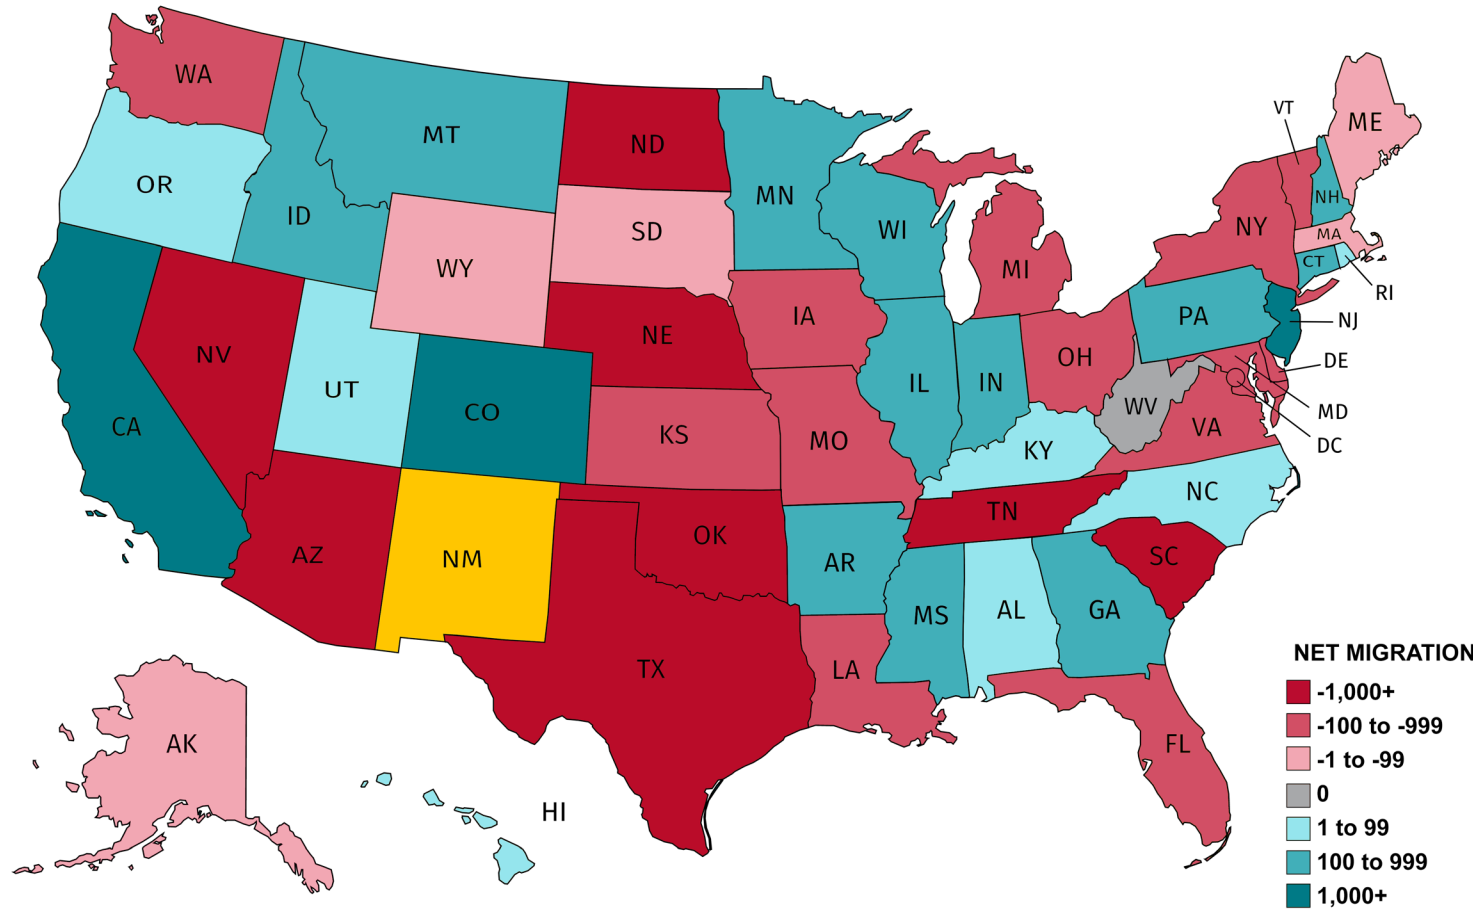 WA
VT
ME
MT
ND
OR
MN
NH
ID
SD
WI
NY
MA
WY
MI
CT
RI
IA
PA
NJ
NE
NV
OH
DE
UT
IL
IN
CO
WV
MD
CA
KS
MO
VA
DC
KY
NC
TN
OK
AZ
NM
AR
SC
MS
AL
GA
TX
LA
AK
FL
HI
NET MIGRATION
-1,000+
-100 to -999
-1 to -99
0
1 to 99
100 to 999
1,000+